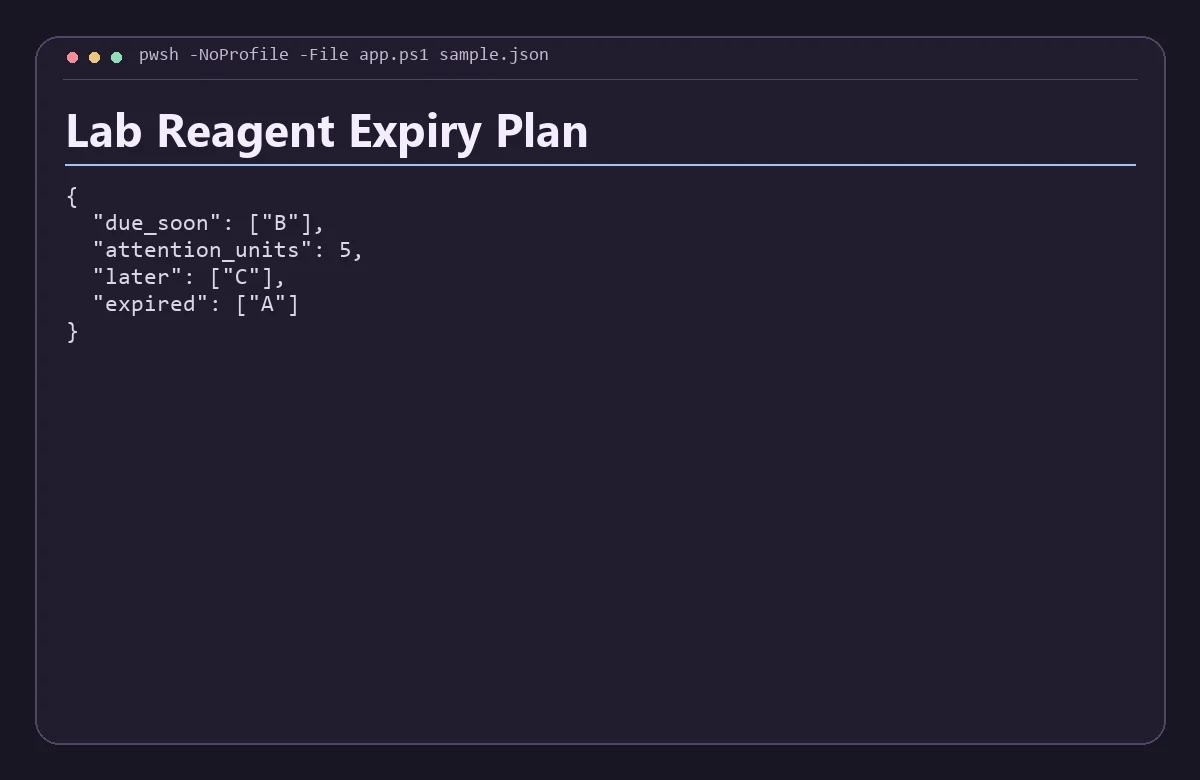 pwsh -NoProfile -File app.ps1 sample.json
Lab Reagent Expiry Plan
{
  "due_soon": ["B"],
  "attention_units": 5,
  "later": ["C"],
  "expired": ["A"]
}